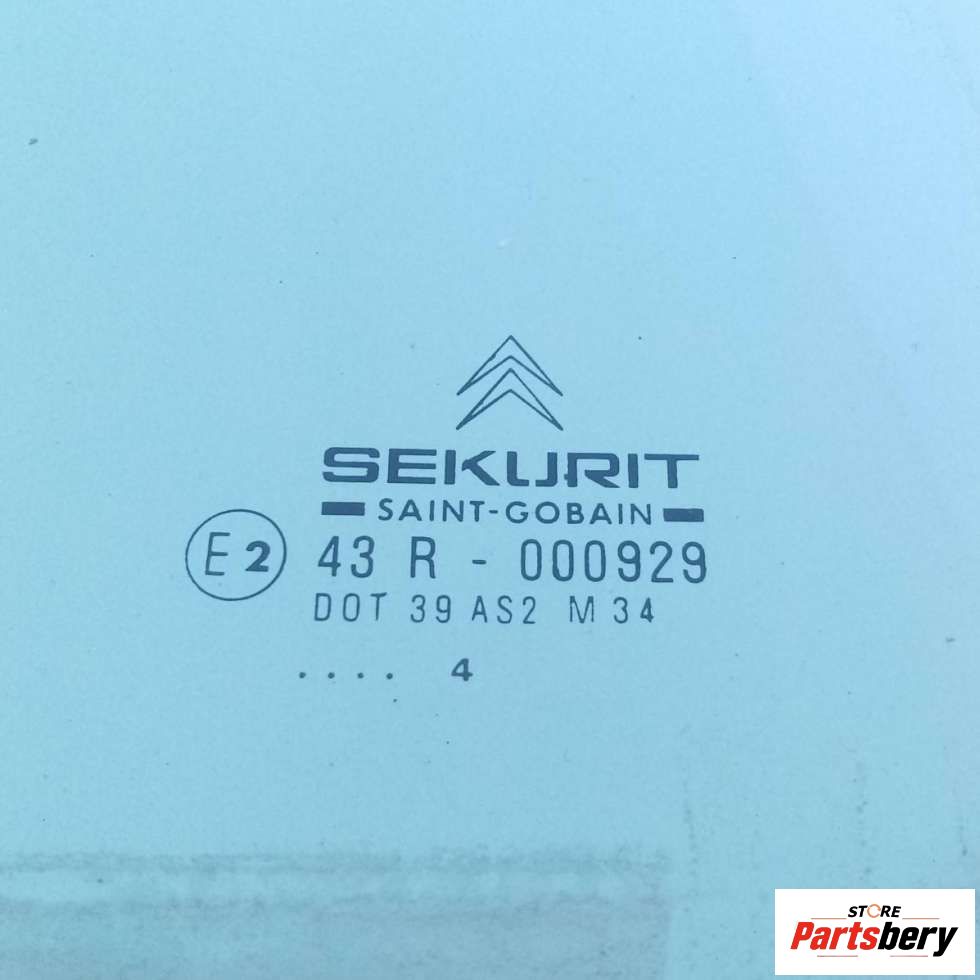 SEKURIT
SAINT-GOBAIN
E2 43 R - 000929
DOT 39 AS2 M 34
.... 4
STORE
Partsbery